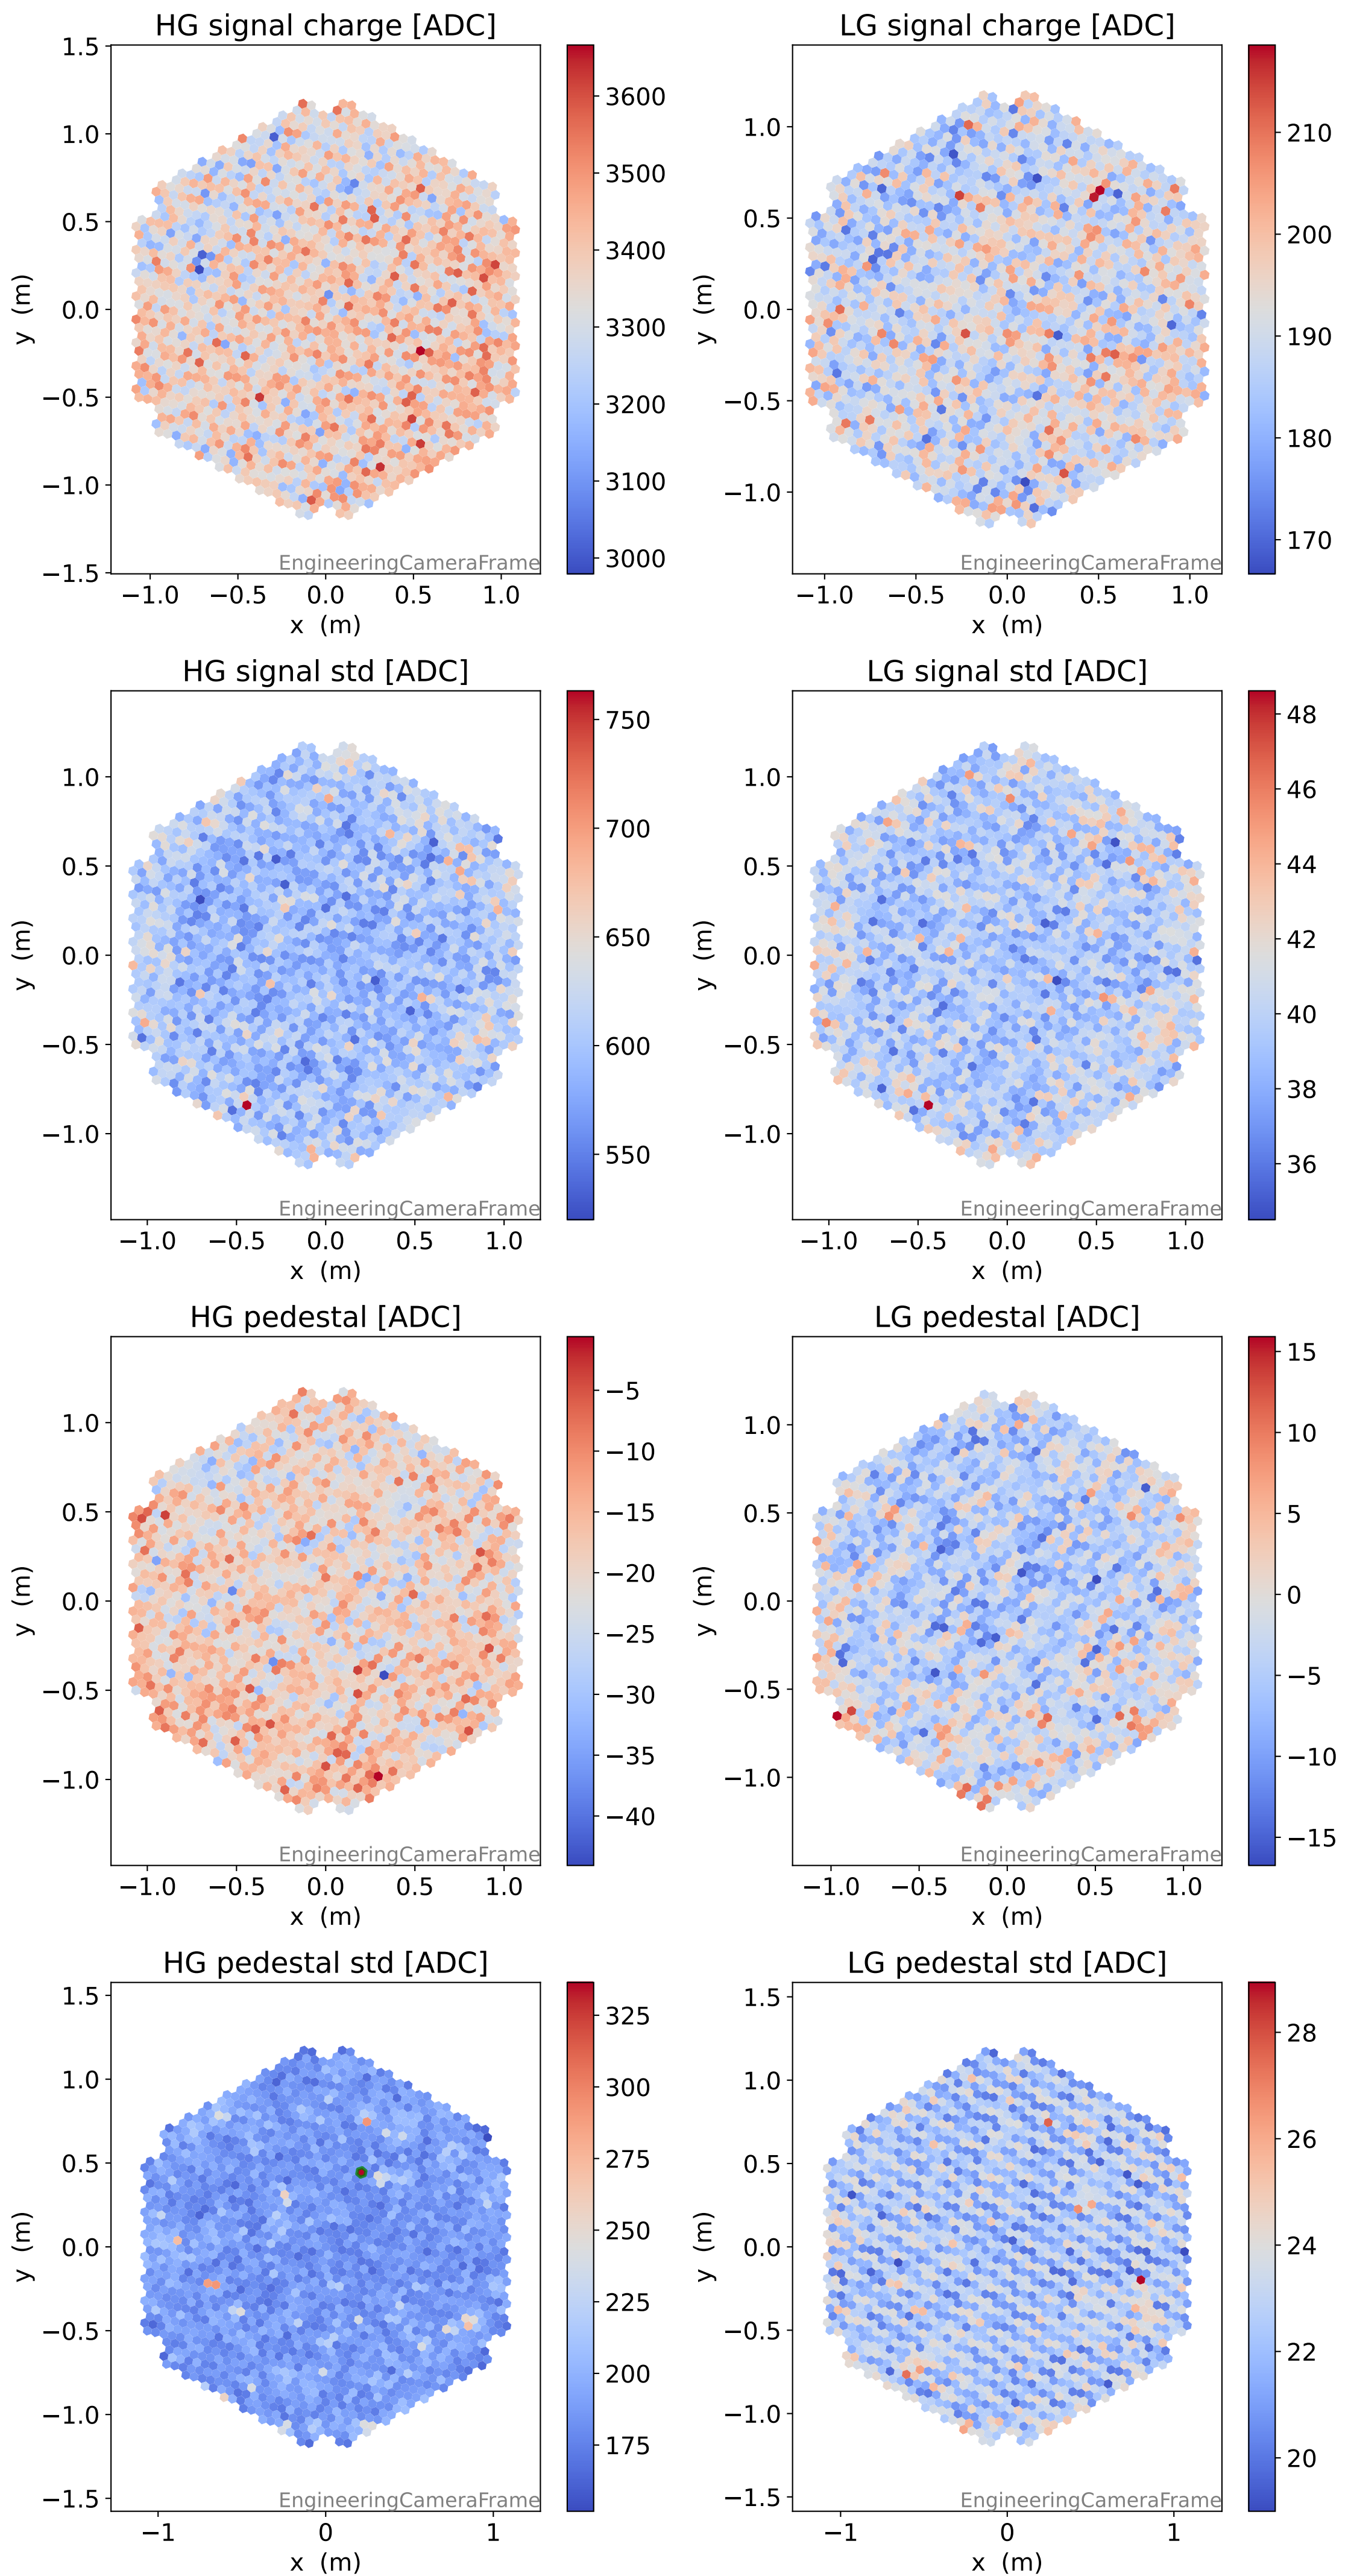 HG signal charge [ADC]
1.5
1.0
0.5
0.0
−0.5
−1.0
−1.5
y (m)
−1.0 −0.5 0.0 0.5 1.0
x (m)
EngineeringCameraFrame
3600
3500
3400
3300
3200
3100
3000
LG signal charge [ADC]
1.0
0.5
0.0
−0.5
−1.0
y (m)
−1.0 −0.5 0.0 0.5 1.0
x (m)
EngineeringCameraFrame
210
200
190
180
170
HG signal std [ADC]
1.0
0.5
0.0
−0.5
−1.0
y (m)
−1.0 −0.5 0.0 0.5 1.0
x (m)
EngineeringCameraFrame
750
700
650
600
550
LG signal std [ADC]
1.0
0.5
0.0
−0.5
−1.0
y (m)
−1.0 −0.5 0.0 0.5 1.0
x (m)
EngineeringCameraFrame
48
46
44
42
40
38
36
HG pedestal [ADC]
1.0
0.5
0.0
−0.5
−1.0
y (m)
−1.0 −0.5 0.0 0.5 1.0
x (m)
EngineeringCameraFrame
−5
−10
−15
−20
−25
−30
−35
−40
LG pedestal [ADC]
1.0
0.5
0.0
−0.5
−1.0
y (m)
−1.0 −0.5 0.0 0.5 1.0
x (m)
EngineeringCameraFrame
15
10
5
0
−5
−10
−15
HG pedestal std [ADC]
1.5
1.0
0.5
0.0
−0.5
−1.0
−1.5
y (m)
−1 0 1
x (m)
EngineeringCameraFrame
325
300
275
250
225
200
175
LG pedestal std [ADC]
1.5
1.0
0.5
0.0
−0.5
−1.0
−1.5
y (m)
−1 0 1
x (m)
EngineeringCameraFrame
28
26
24
22
20